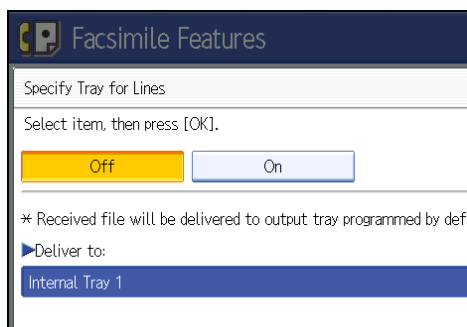 Facsimile Features
Specify Tray for Lines
Select item, then press [OK].
Off On
* Received file will be delivered to output tray programmed by def
▶Deliver to:
Internal Tray 1